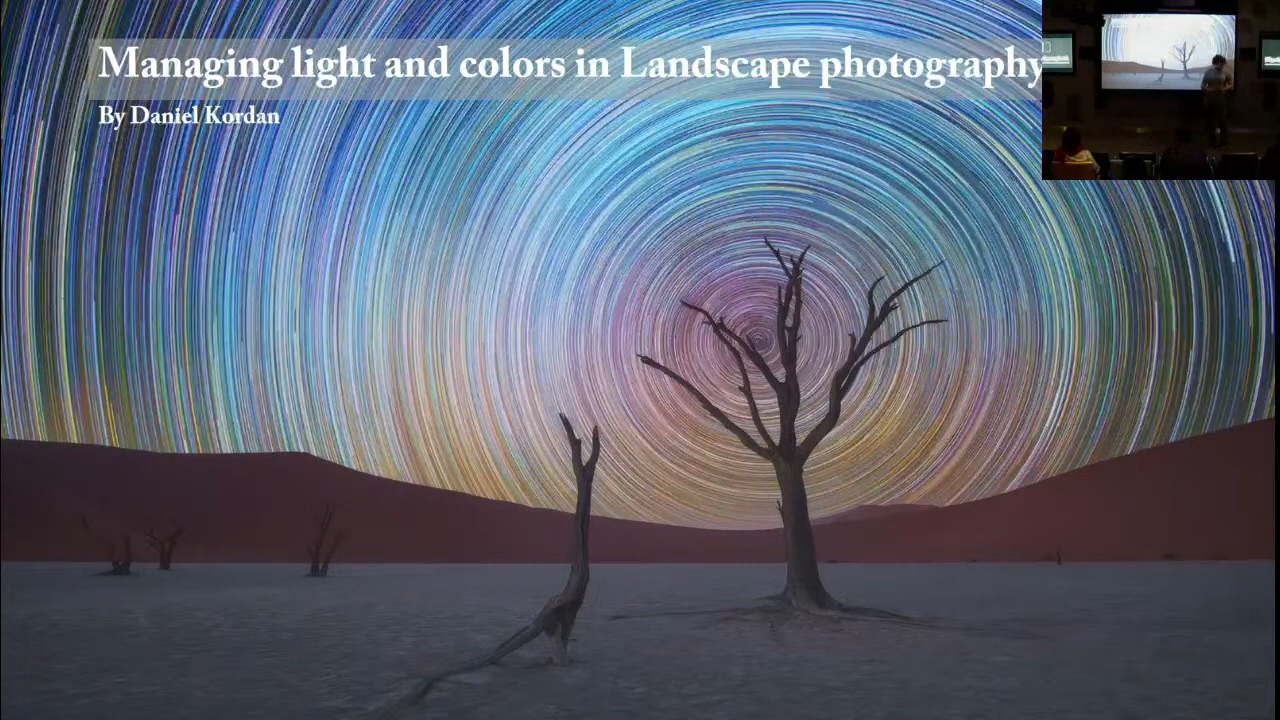 Managing light and colors in Landscape photography
By Daniel Kordan